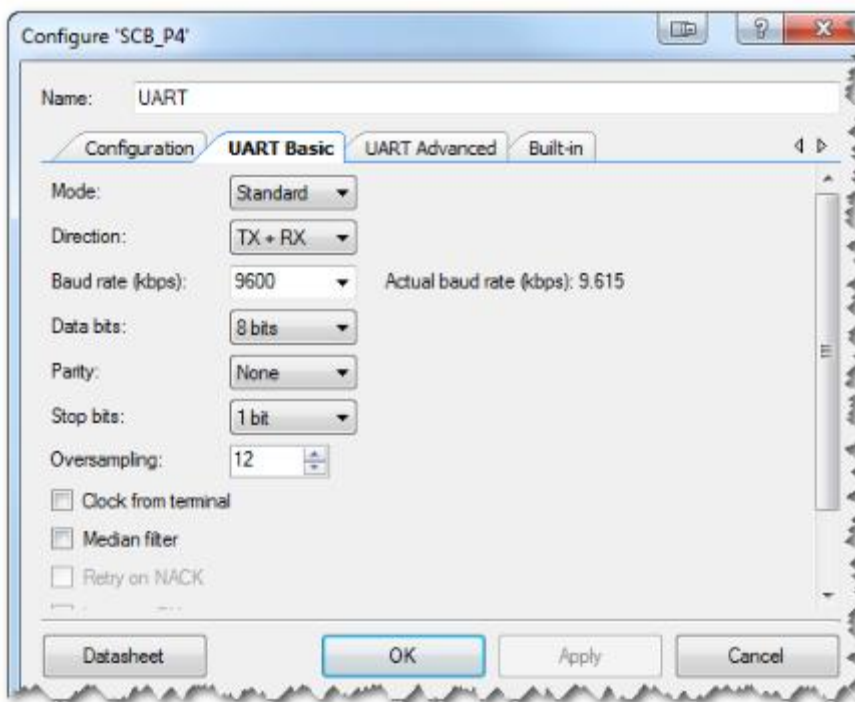 Configure 'SCB_P4'
Name: UART
Configuration UART Basic UART Advanced Built-in
Mode: Standard
Direction: TX + RX
Baud rate (kbps): 9600 Actual baud rate (kbps): 9.615
Data bits: 8 bits
Parity: None
Stop bits: 1 bit
Oversampling: 12
Clock from terminal
Median filter
Retry on NACK
Datasheet OK Apply Cancel